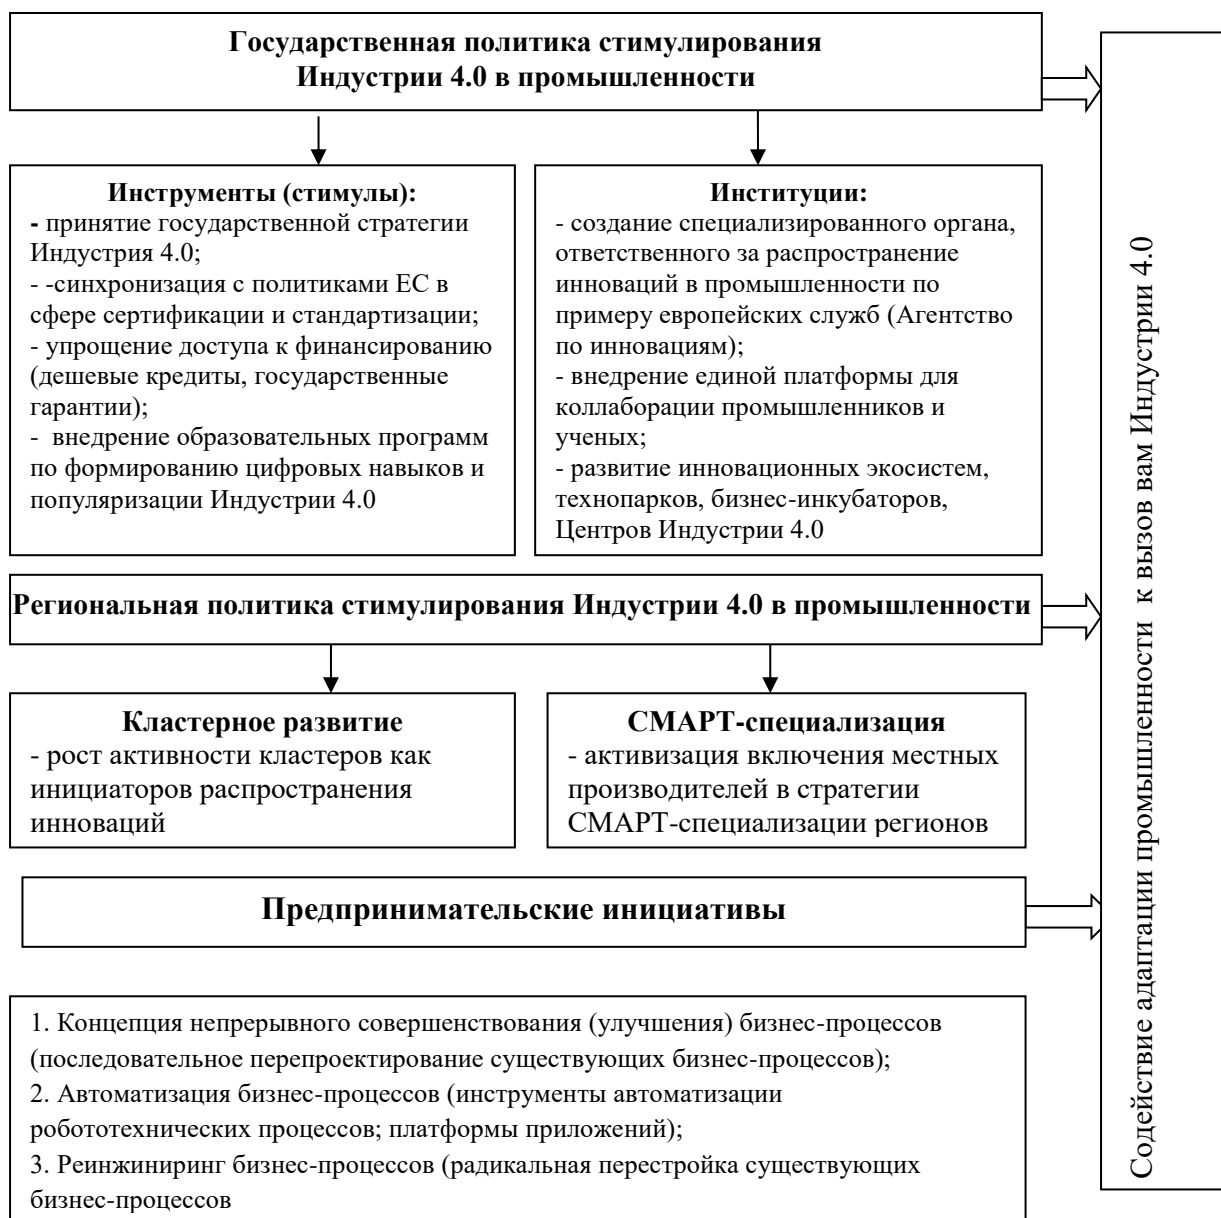 Государственная политика стимулирования
Индустрии 4.0 в промышленности
Инструменты (стимулы):
- принятие государственной стратегии
Индустрия 4.0;
- -синхронизация с политиками ЕС в
сфере сертификации и стандартизации;
- упрощение доступа к финансированию
(дешевые кредиты, государственные
гарантии);
- внедрение образовательных программ
по формированию цифровых навыков и
популяризации Индустрии 4.0
Институции:
- создание специализированного органа,
ответственного за распространение
инноваций в промышленности по
примеру европейских служб (Агентство
по инновациям);
- внедрение единой платформы для
коллаборации промышленников и
ученых;
- развитие инновационных экосистем,
технопарков, бизнес-инкубаторов,
Центров Индустрии 4.0
Региональная политика стимулирования Индустрии 4.0 в промышленности
Кластерное развитие
- рост активности кластеров как
инициаторов распространения
инноваций
СМАРТ-специализация
- активизация включения местных
производителей в стратегии
СМАРТ-специализации регионов
Предпринимательские инициативы
1. Концепция непрерывного совершенствования (улучшения) бизнес-процессов
(последовательное перепроектирование существующих бизнес-процессов);
2. Автоматизация бизнес-процессов (инструменты автоматизации
робототехнических процессов; платформы приложений);
3. Реинжиниринг бизнес-процессов (радикальная перестройка существующих
бизнес-процессов
Содействие адаптации промышленности к вызов вам Индустрии 4.0